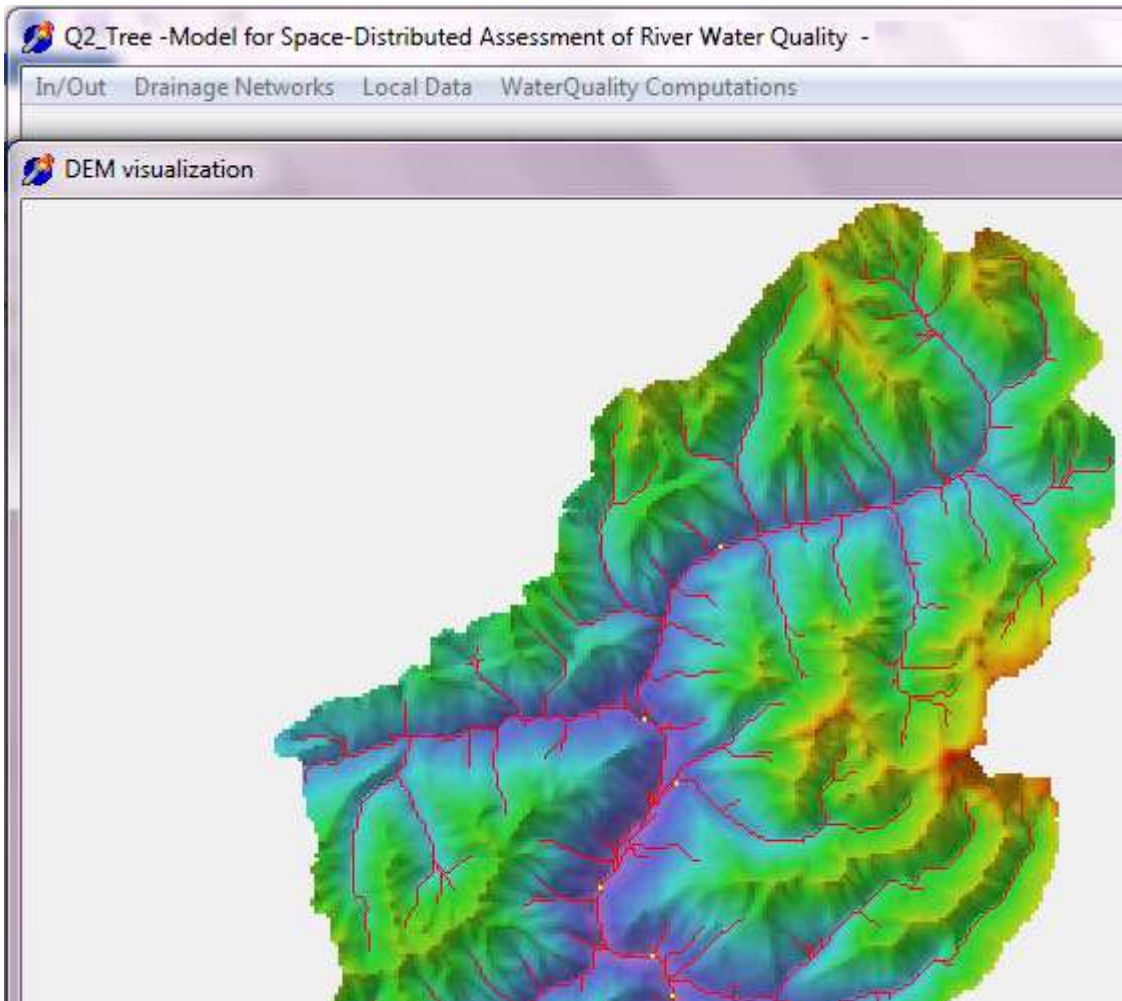 Q2_Tree -Model for Space-Distributed Assessment of River Water Quality -
In/Out Drainage Networks Local Data WaterQuality Computations
DEM visualization